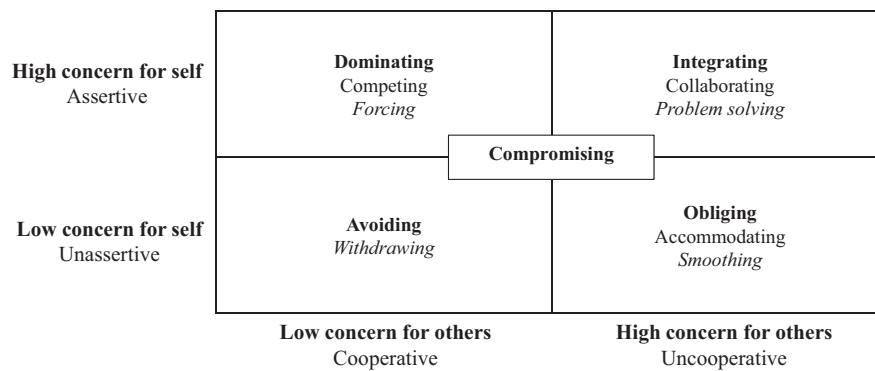 High concern for self
Assertive
Dominating
Competing
Forcing
Integrating
Collaborating
Problem solving
Compromising
Low concern for self
Unassertive
Avoiding
Withdrawing
Obliging
Accommodating
Smoothing
Low concern for others
Cooperative
High concern for others
Uncooperative